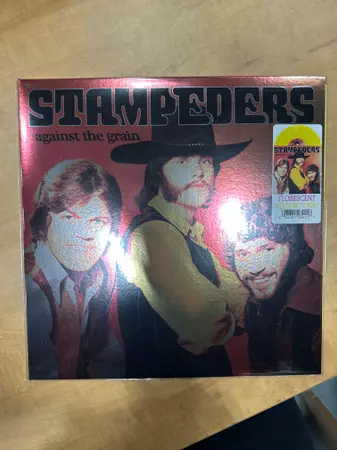 STAMPEDERS
against the grain
STAMPEDERS
FLORESCENT